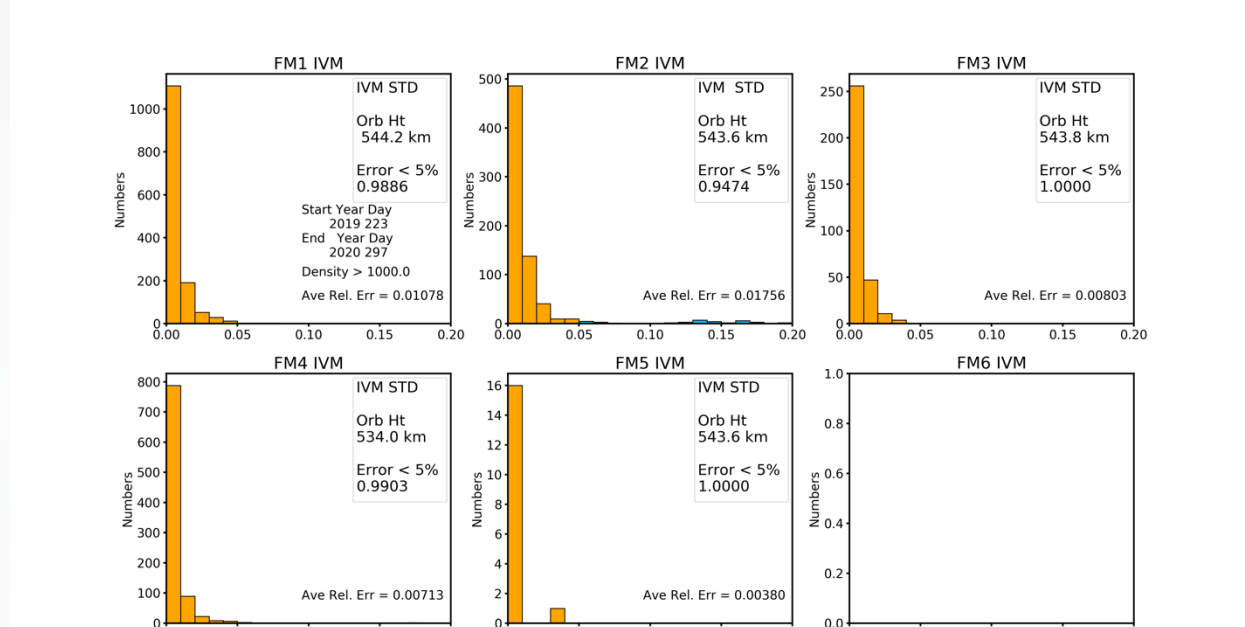 FM1 IVM
Numbers
1000
800
600
400
200
0
0.00 0.05 0.10 0.15 0.20
IVM STD
Orb Ht
544.2 km
Error < 5%
0.9886
Start Year Day
2019 223
End Year Day
2020 297
Density > 1000.0
Ave Rel. Err = 0.01078
FM2 IVM
Numbers
500
400
300
200
100
0
0.00 0.05 0.10 0.15 0.20
IVM STD
Orb Ht
543.6 km
Error < 5%
0.9474
Ave Rel. Err = 0.01756
FM3 IVM
Numbers
250
200
150
100
50
0
0.00 0.05 0.10 0.15 0.20
IVM STD
Orb Ht
543.8 km
Error < 5%
1.0000
Ave Rel. Err = 0.00803
FM4 IVM
Numbers
800
700
600
500
400
300
200
100
0
IVM STD
Orb Ht
534.0 km
Error < 5%
0.9903
Ave Rel. Err = 0.00713
FM5 IVM
Numbers
16
14
12
10
8
6
4
2
0
IVM STD
Orb Ht
543.6 km
Error < 5%
1.0000
Ave Rel. Err = 0.00380
FM6 IVM
Numbers
1.0
0.8
0.6
0.4
0.2
0.0